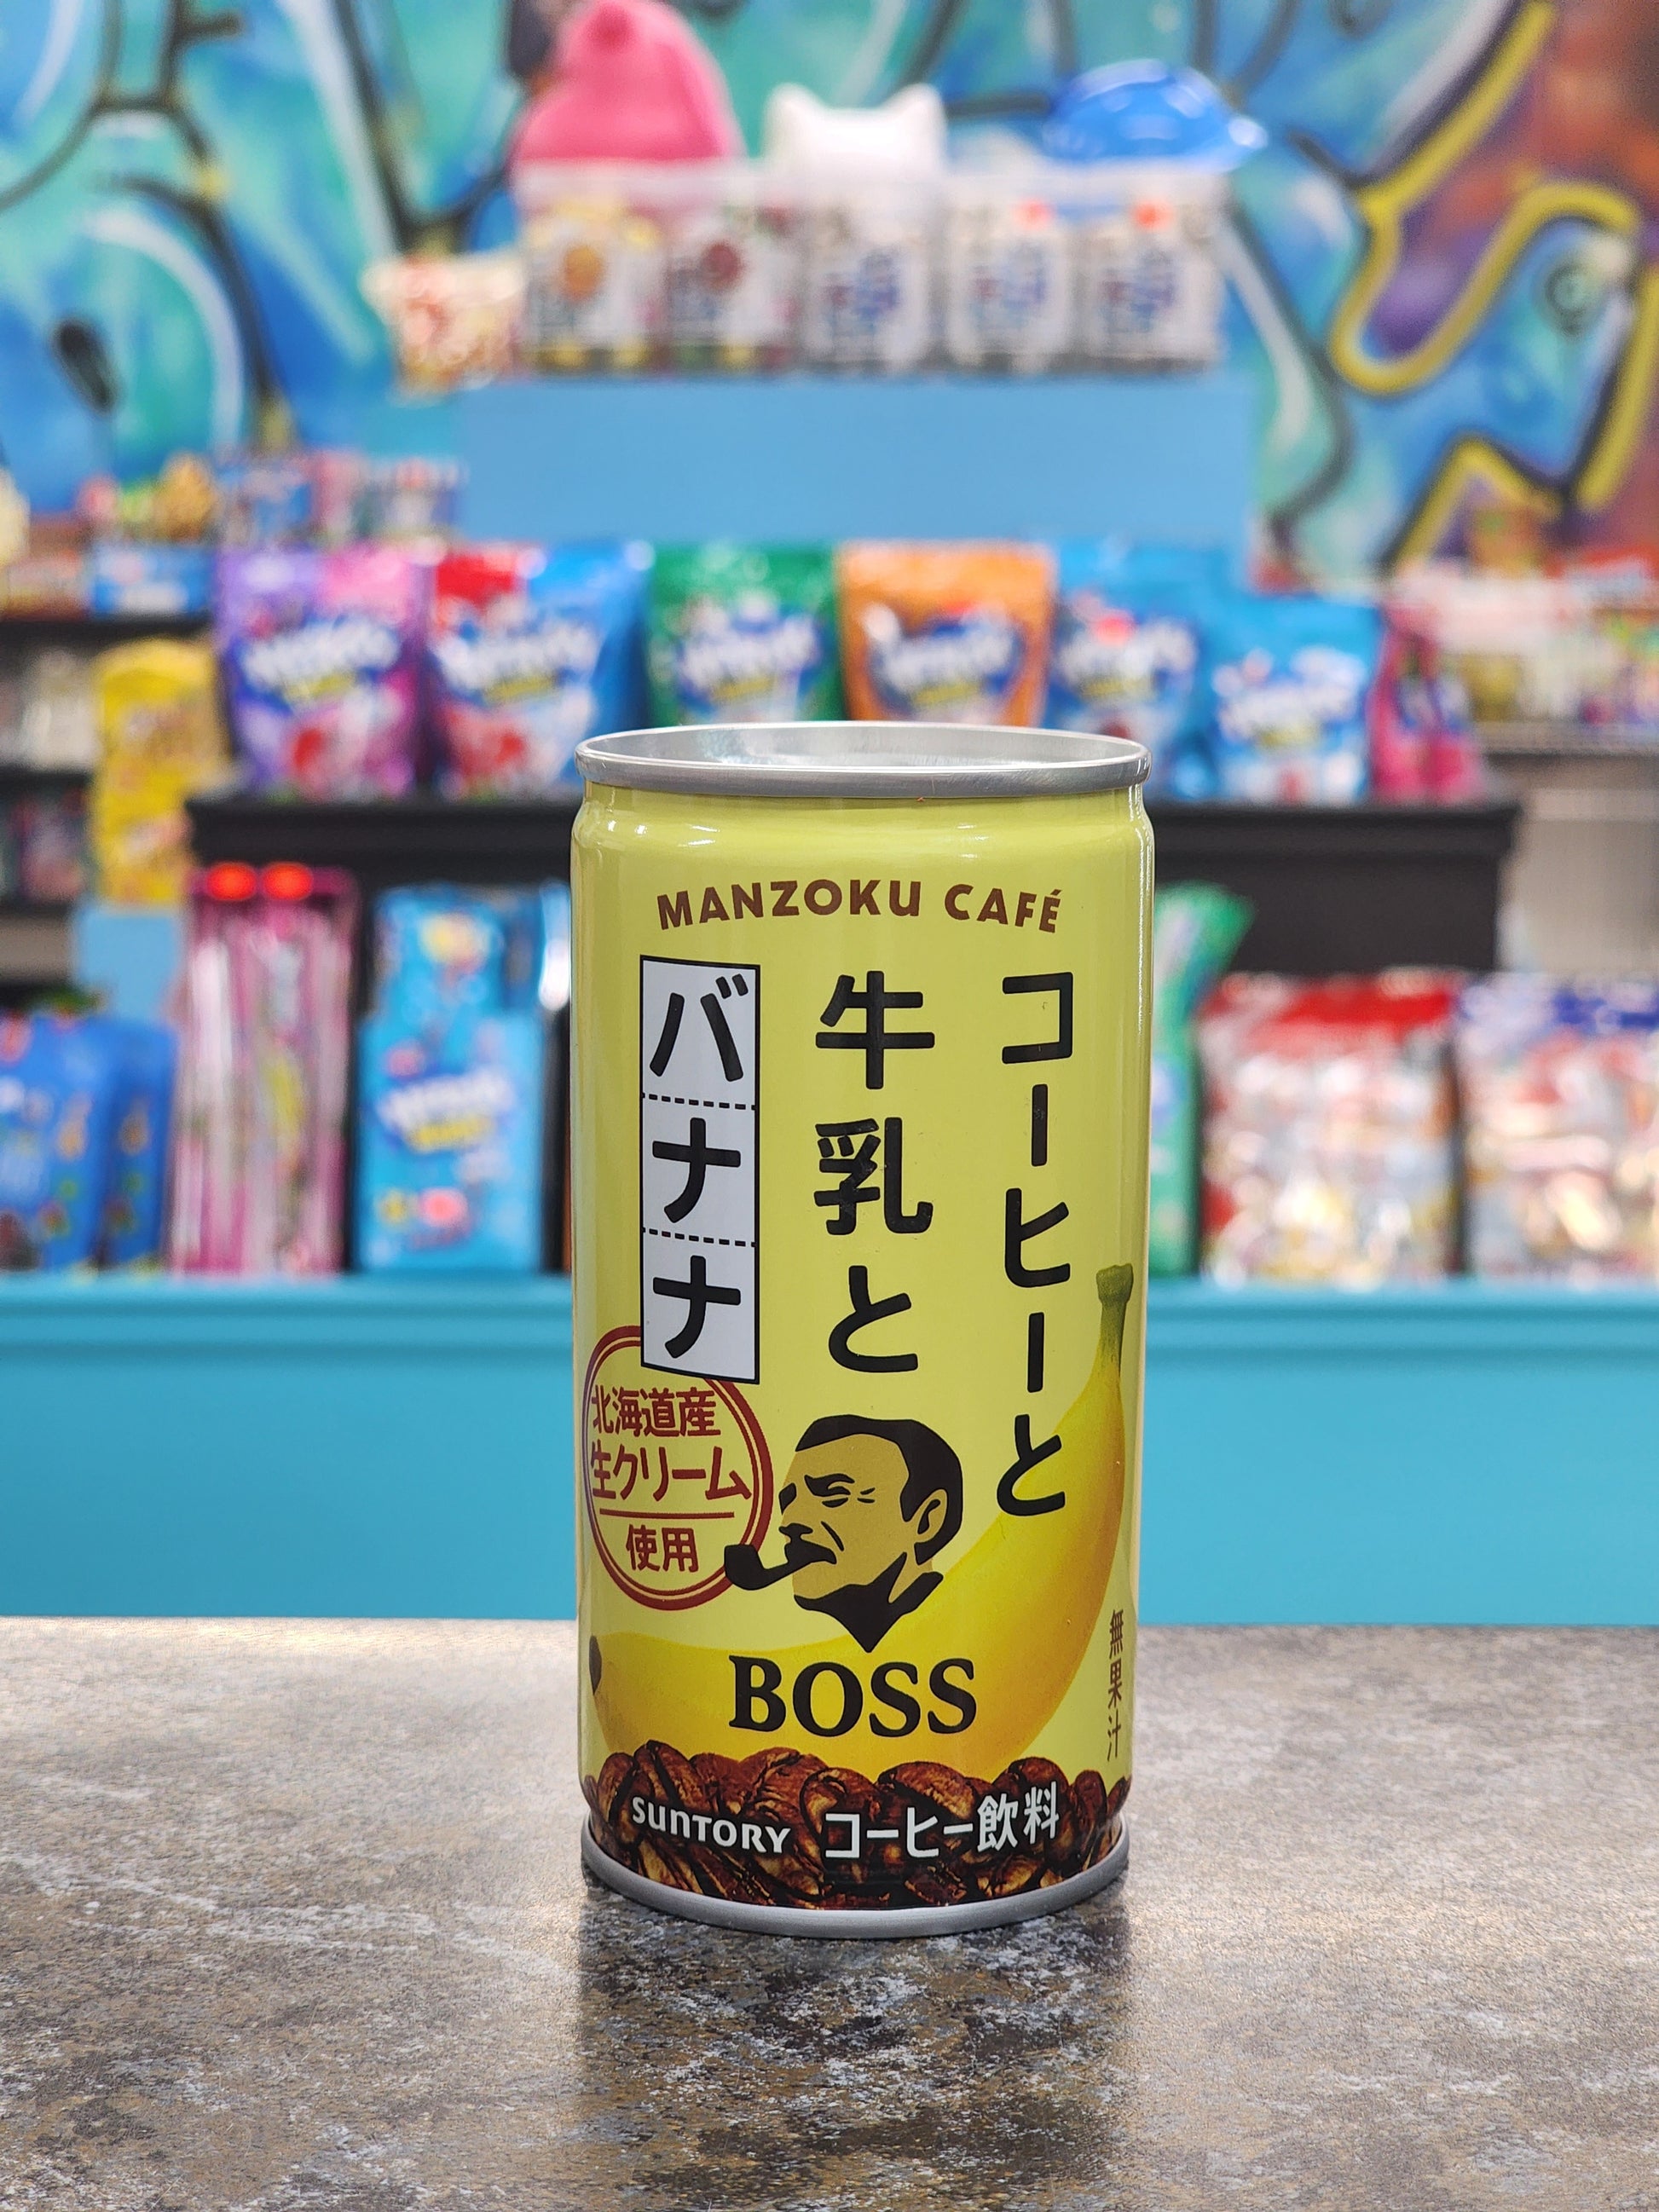 MANZOKU CAFÉ
コーヒーと
牛乳と
バナナ
北海道産
生クリーム
使用
BOSS
無果汁
SUNTORY コーヒー飲料